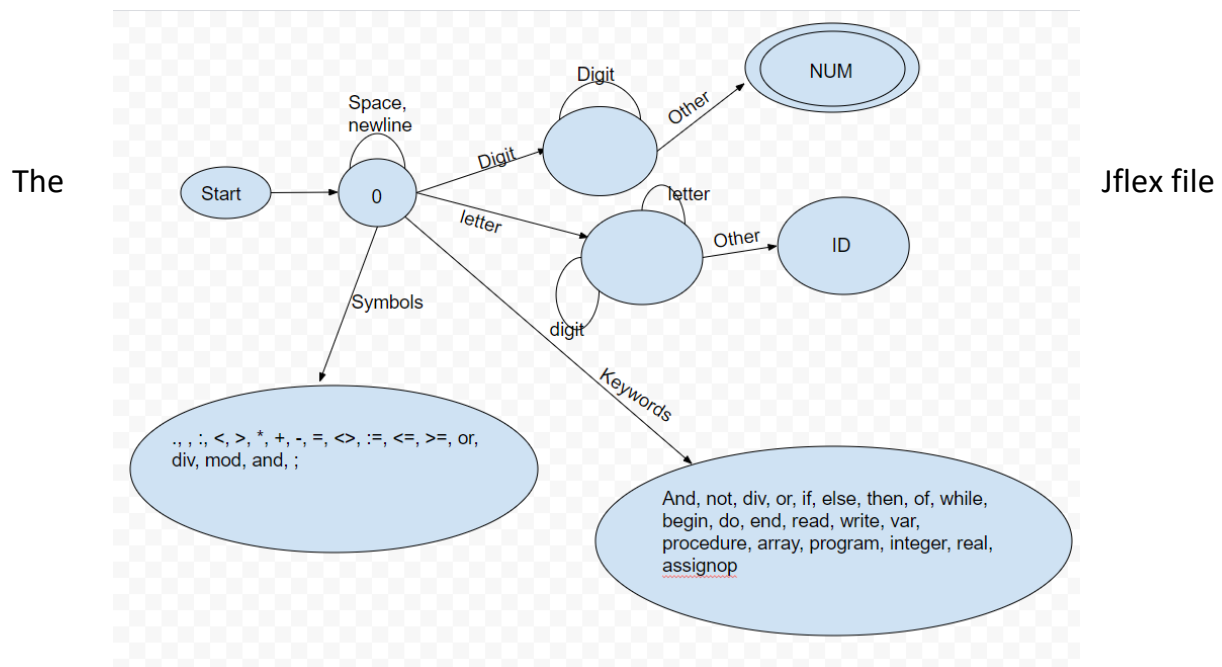 Space,
newline
Digit
Other
NUM
The
Start
0
Digit
letter
letter
Other
ID
digit
Jflex file
Symbols
Keywords
., , :, <, >, *, +, -, =, <>, :=, <=, >=, or,
div, mod, and, ;
And, not, div, or, if, else, then, of, while,
begin, do, end, read, write, var,
procedure, array, program, integer, real,
assignop